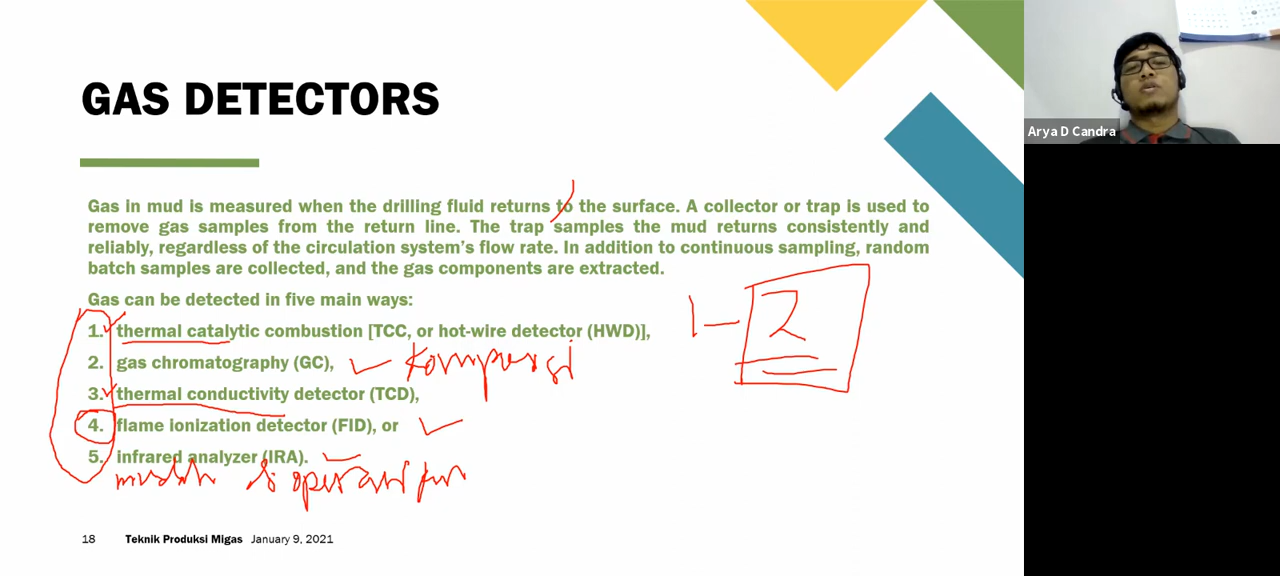 GAS DETECTORS
Arya D Candra
Gas in mud is measured when the drilling fluid returns to the surface. A collector or trap is used to
remove gas samples from the return line. The trap samples the mud returns consistently and
reliably, regardless of the circulation system's flow rate. In addition to continuous sampling, random
batch samples are collected, and the gas components are extracted.
Gas can be detected in five main ways:
1. thermal catalytic combustion [TCC, or hot-wire detector (HWD)],
1 - 2
2. gas chromatography (GC),
3. thermal conductivity detector (TCD),
4. flame ionization detector (FID), or
5. infrared analyzer (IRA).
18 Teknik Produksi Migas January 9, 2021